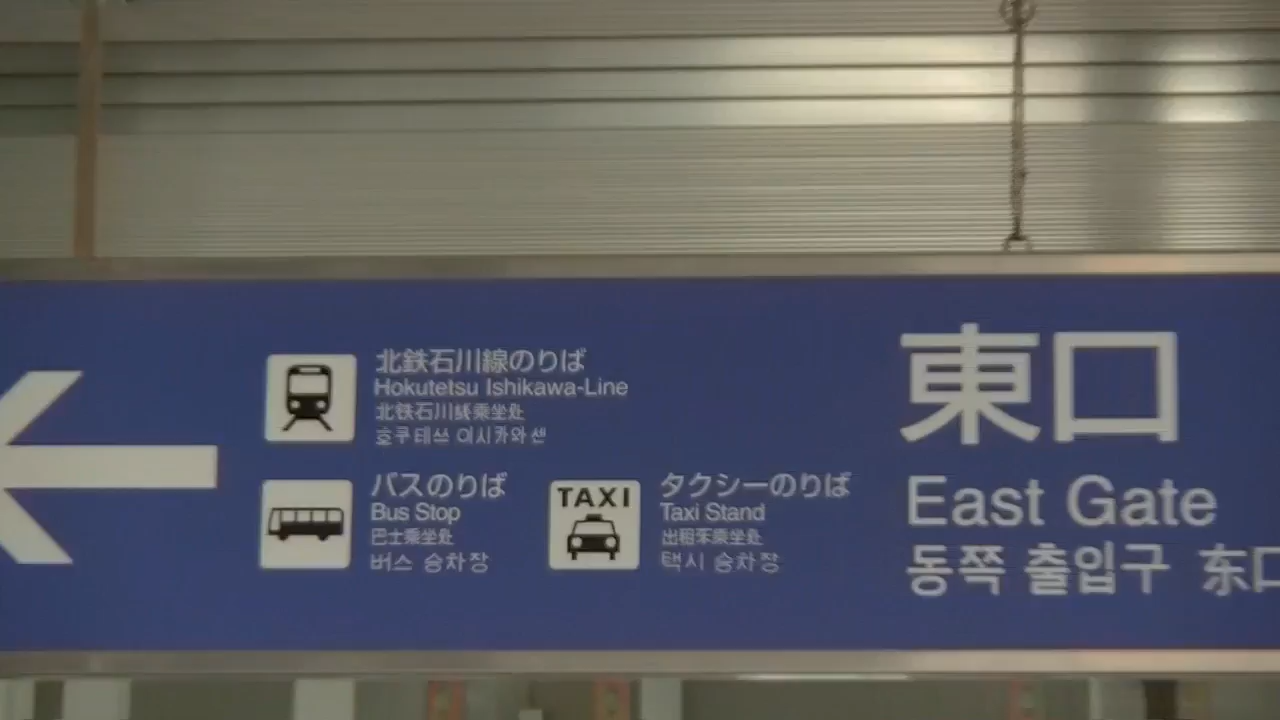 北鉄石川線のりば
Hokutetsu Ishikawa-Line
北铁石川线乘坐处
호쿠테쓰 이시카와 센
バスのりば
Bus Stop
巴士乘坐处
버스 승차장
TAXI
タクシーのりば
Taxi Stand
出租车乘坐处
택시 승차장
東口
East Gate
동쪽 출입구 东口